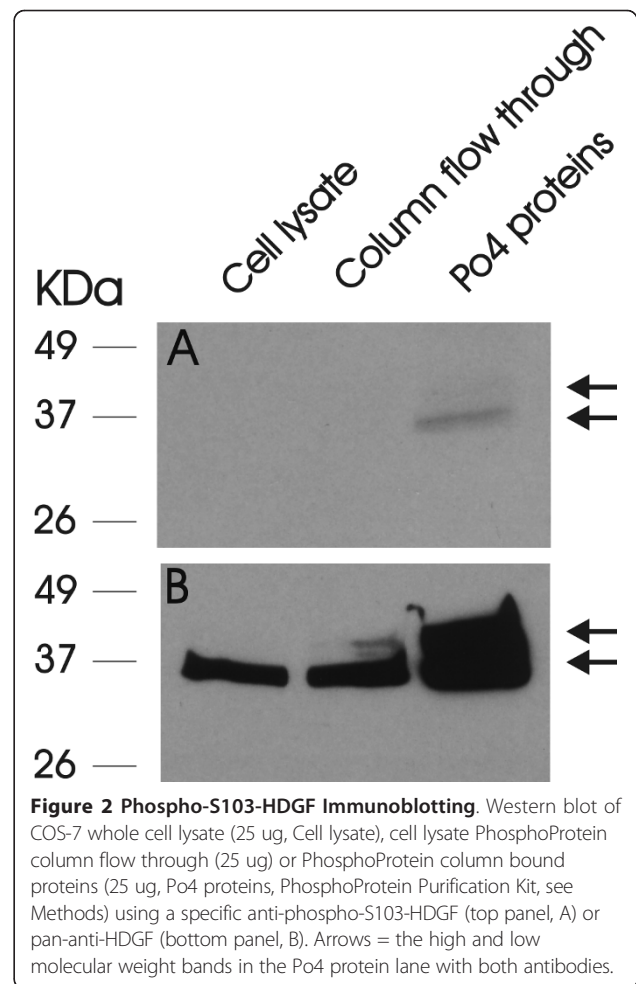 Cell lysate
Column flow through
Po4 proteins
KDa
49
37
26
A
49
37
26
B
Figure 2 Phospho-S103-HDGF Immunoblotting. Western blot of
COS-7 whole cell lysate (25 ug, Cell lysate), cell lysate PhosphoProtein
column flow through (25 ug) or PhosphoProtein column bound
proteins (25 ug, Po4 proteins, PhosphoProtein Purification Kit, see
Methods) using a specific anti-phospho-S103-HDGF (top panel, A) or
pan-anti-HDGF (bottom panel, B). Arrows = the high and low
molecular weight bands in the Po4 protein lane with both antibodies.